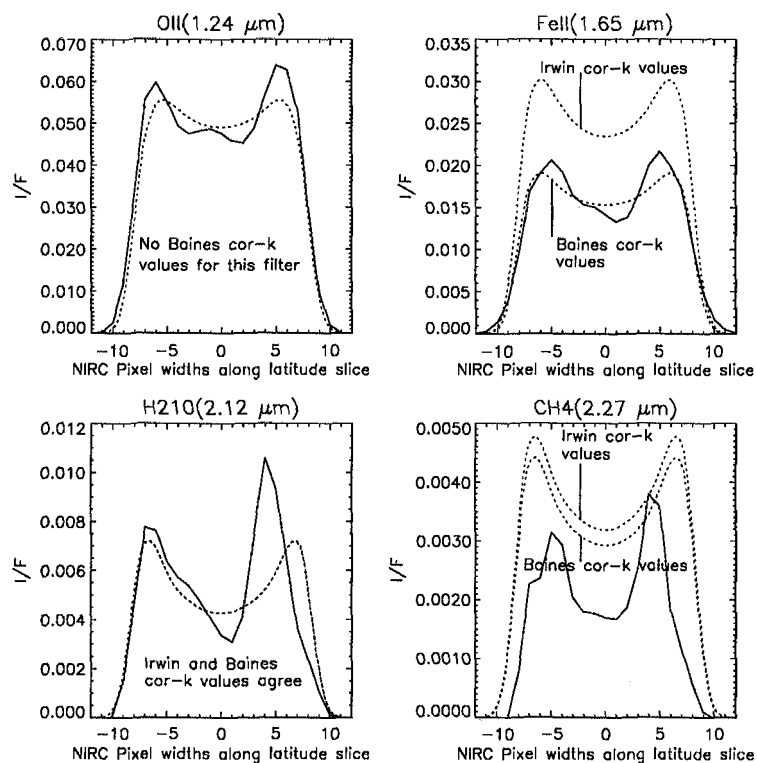 OII(1.24 μm)
0.070
0.060
0.050
0.040
0.030
0.020
0.010
0.000
I/F
No Baines cor-k
values for this filter
-10 -5 0 5 10
NIRC Pixel widths along latitude slice
FeII(1.65 μm)
0.035
0.030
0.025
0.020
0.015
0.010
0.005
0.000
I/F
Irwin cor-k values
Baines cor-k
values
-10 -5 0 5 10
NIRC Pixel widths along latitude slice
H210(2.12 μm)
0.012
0.010
0.008
0.006
0.004
0.002
0.000
I/F
Irwin and Baines
cor-k values agree
-10 -5 0 5 10
NIRC Pixel widths along latitude slice
CH4(2.27 μm)
0.0050
0.0040
0.0030
0.0020
0.0010
0.0000
I/F
Irwin cor-k
values
Baines cor-k values
-10 -5 0 5 10
NIRC Pixel widths along latitude slice